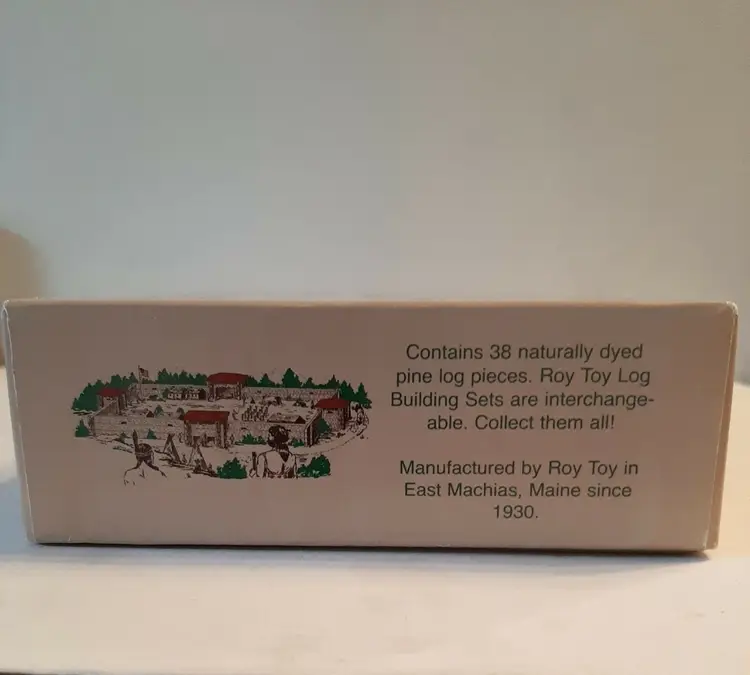 Contains 38 naturally dyed
pine log pieces. Roy Toy Log
Building Sets are interchange-
able. Collect them all!
Manufactured by Roy Toy in
East Machias, Maine since
1930.